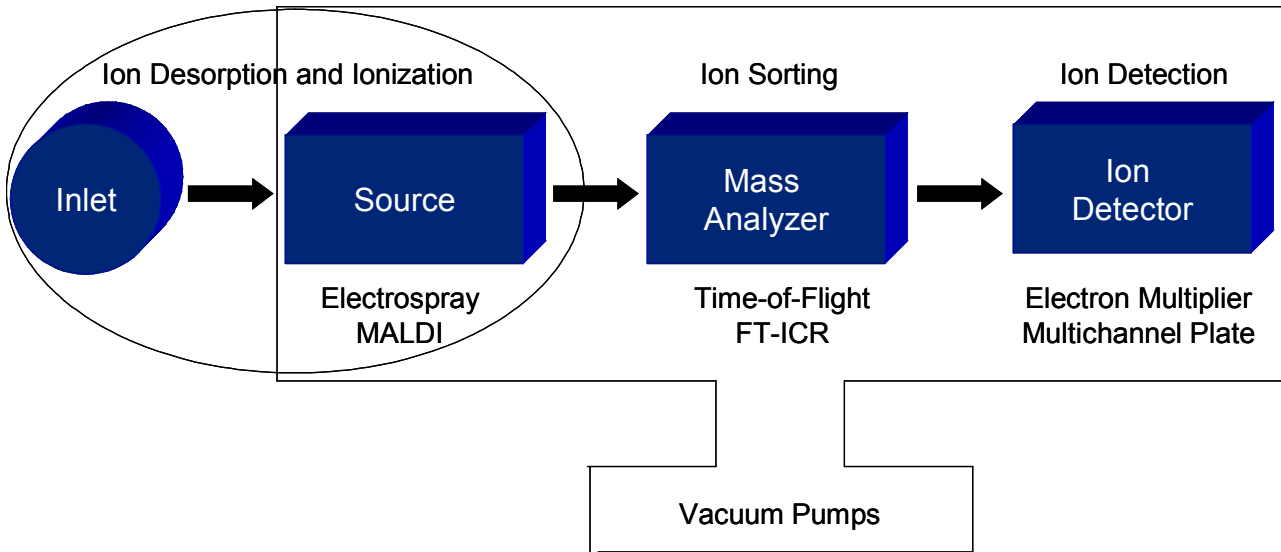 Ion Desorption and Ionization
Ion Sorting
Ion Detection
Inlet
Source
Mass
Analyzer
Ion
Detector
Electrospray
MALDI
Time-of-Flight
FT-ICR
Electron Multiplier
Multichannel Plate
Vacuum Pumps